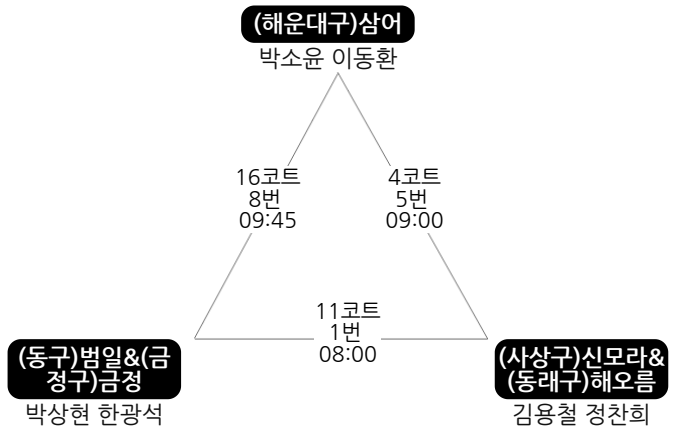 (해운대구)삼어
박소윤 이동환
16코트
8번
09:45
4코트
5번
09:00
11코트
1번
08:00
(동구)범일&(금
정구)금정
박상현 한광석
(사상구)신모라&
(동래구)해오름
김용철 정찬희